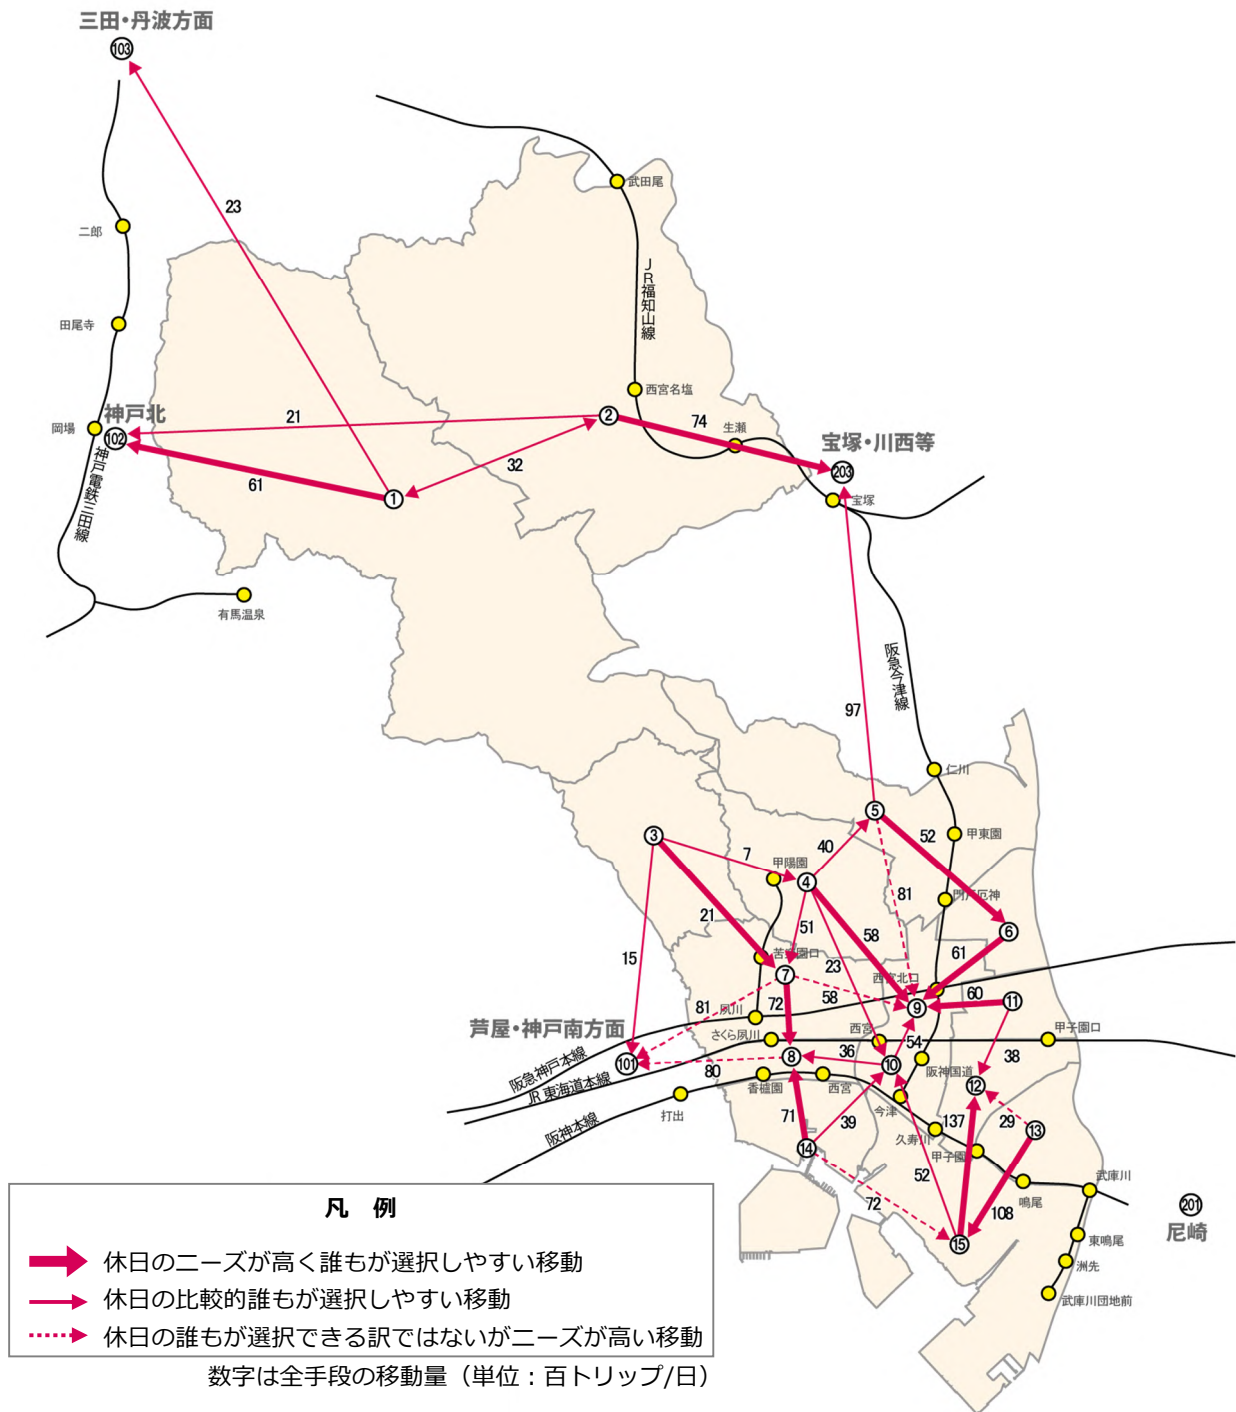 三田・丹波方面
103
武田尾
23
二郎
JR福知山線
田尾寺
西宮名塩
神戸北
岡場
102
21
2
74
生瀬
宝塚・川西等
203
32
宝塚
神戸電鉄三田線
61
1
有馬温泉
阪急今津線
97
仁川
5
甲東園
3
40
52
7
甲陽園
4
81
門戸厄神
21
51
58
6
15
苦楽園口
23
61
7
西宮北口
60
11
58
9
81
72
夙川
芦屋・神戸南方面
さくら夙川
西宮
甲子園口
54
36
38
101
8
10
阪神国道
阪急神戸本線
80
12
JR東海道本線
香櫨園
西宮
打出
今津
阪神本線
71
39
久寿川
137
29
13
14
甲子園
52
武庫川
72
鳴尾
108
201
尼崎
15
東鳴尾
洲先
武庫川団地前
凡 例
休日のニーズが高く誰もが選択しやすい移動
休日の比較的誰もが選択しやすい移動
休日の誰もが選択できる訳ではないがニーズが高い移動
数字は全手段の移動量（単位：百トリップ/日）